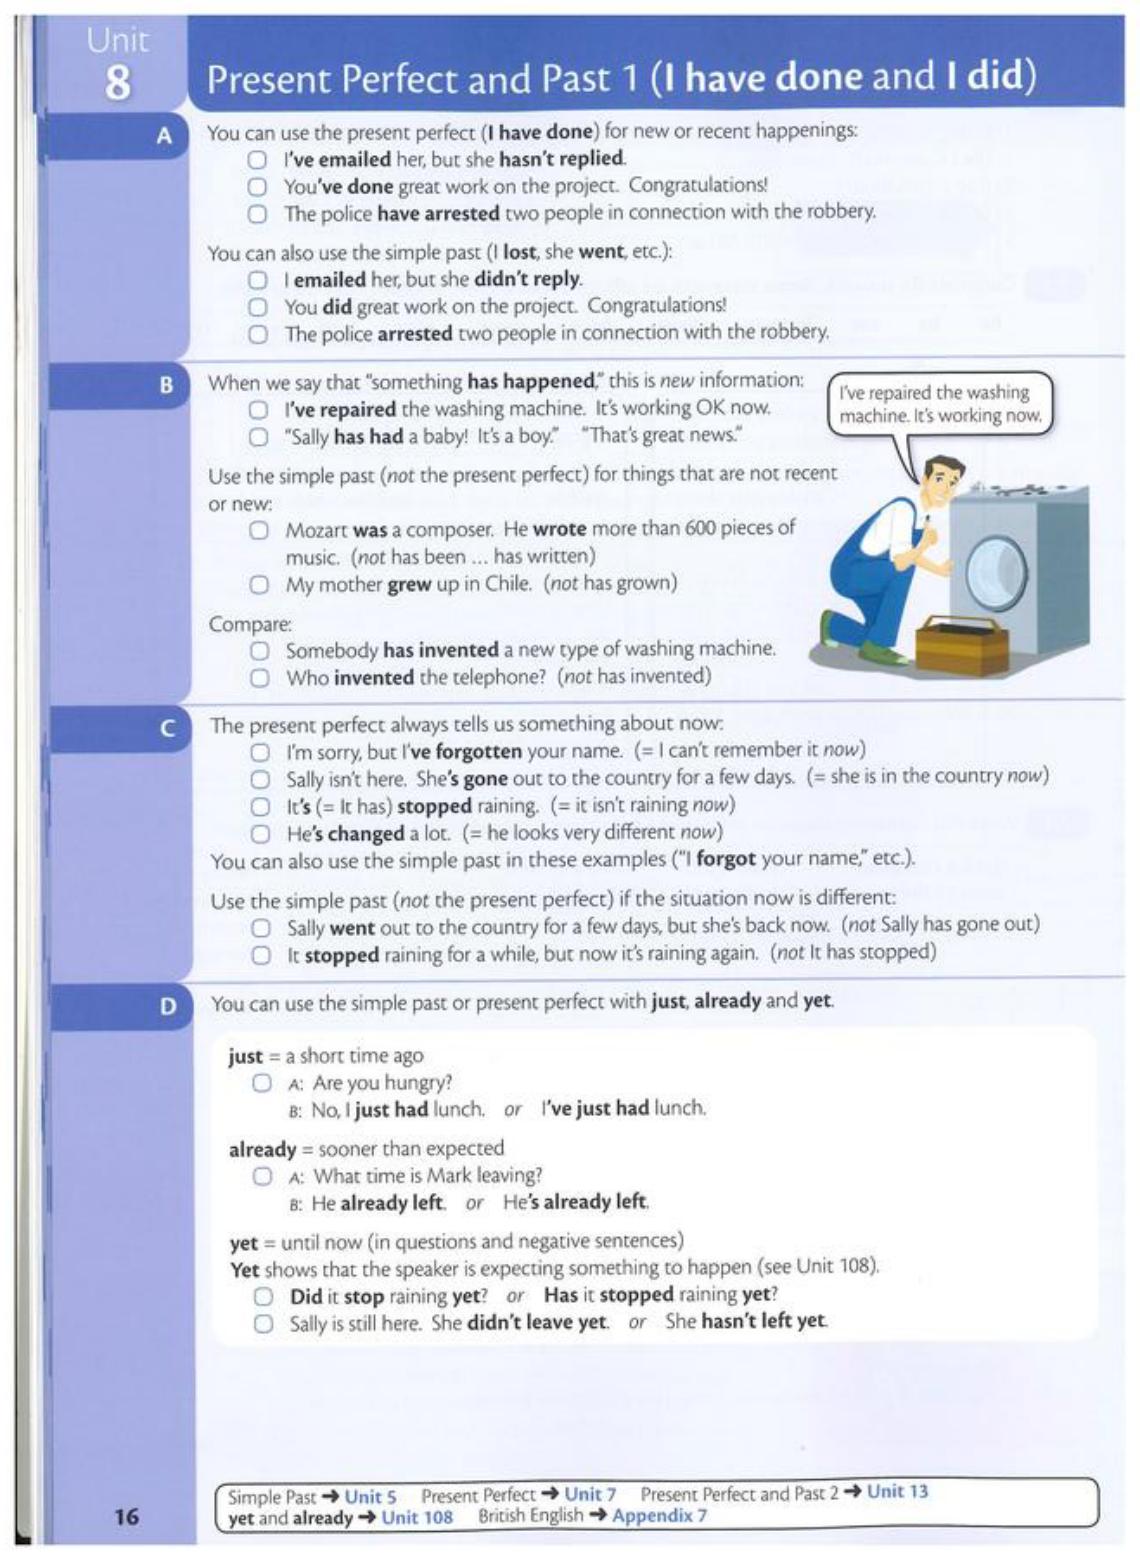 Unit
8
Present Perfect and Past 1 (I have done and I did)
A
You can use the present perfect (I have done) for new or recent happenings:
I've emailed her, but she hasn't replied.
You've done great work on the project. Congratulations!
The police have arrested two people in connection with the robbery.
You can also use the simple past (I lost, she went, etc.):
I emailed her, but she didn't reply.
You did great work on the project. Congratulations!
The police arrested two people in connection with the robbery.
B
When we say that "something has happened," this is new information:
I've repaired the washing machine. It's working OK now.
"Sally has had a baby! It's a boy." "That's great news."
I've repaired the washing
machine. It's working now.
Use the simple past (not the present perfect) for things that are not recent
or new:
Mozart was a composer. He wrote more than 600 pieces of
music. (not has been ... has written)
My mother grew up in Chile. (not has grown)
Compare:
Somebody has invented a new type of washing machine.
Who invented the telephone? (not has invented)
C
The present perfect always tells us something about now:
I'm sorry, but I've forgotten your name. (= I can't remember it now)
Sally isn't here. She's gone out to the country for a few days. (= she is in the country now)
It's (= It has) stopped raining. (= it isn't raining now)
He's changed a lot. (= he looks very different now)
You can also use the simple past in these examples ("I forgot your name," etc.).
Use the simple past (not the present perfect) if the situation now is different:
Sally went out to the country for a few days, but she's back now. (not Sally has gone out)
It stopped raining for a while, but now it's raining again. (not It has stopped)
D
You can use the simple past or present perfect with just, already and yet.
just = a short time ago
A: Are you hungry?
B: No, I just had lunch. or I've just had lunch.
already = sooner than expected
A: What time is Mark leaving?
B: He already left. or He's already left.
yet = until now (in questions and negative sentences)
Yet shows that the speaker is expecting something to happen (see Unit 108).
Did it stop raining yet? or Has it stopped raining yet?
Sally is still here. She didn't leave yet. or She hasn't left yet.
16
Simple Past → Unit 5 Present Perfect → Unit 7 Present Perfect and Past 2 → Unit 13
yet and already → Unit 108 British English → Appendix 7